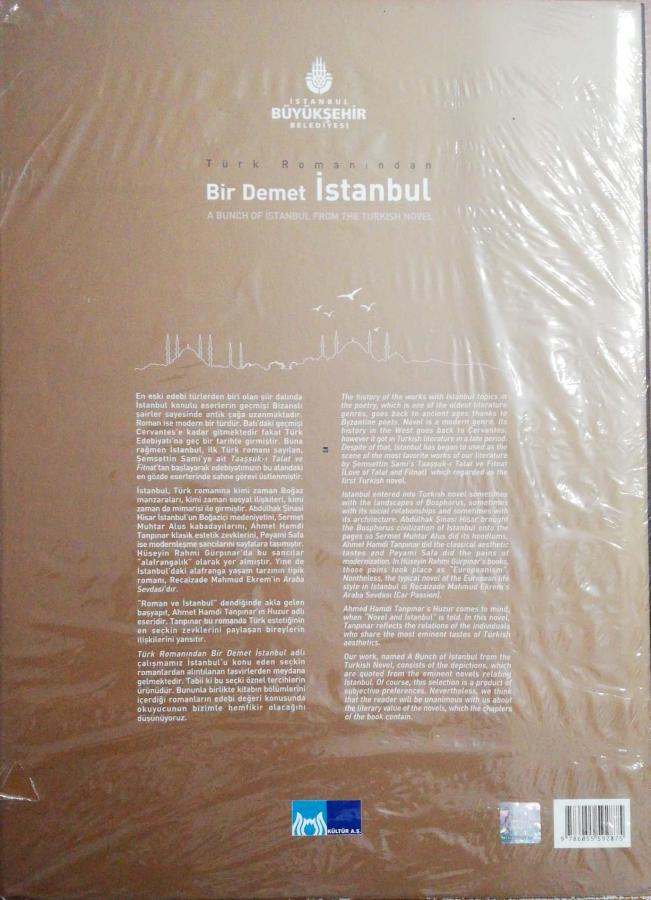 İSTANBUL
BÜYÜKŞEHİR
BELEDİYESİ
Türk Romanından
Bir Demet İstanbul
A BUNCH OF İSTANBUL FROM THE TURKISH NOVEL
En eski edebi türlerden biri olan şiir dalında
İstanbul konulu eserlerin geçmişi Bizanslı
şairler sayesinde antik çağa uzanmaktadır.
Roman ise modern bir türdür. Batı'daki geçmişi
Cervantes'e kadar gitmektedir fakat Türk
Edebiyatı'na geç bir tarihte girmiştir. Buna
rağmen İstanbul, ilk Türk romanı sayılan,
Şemsettin Sami'ye ait Taaşşuk-ı Talat ve
Fitnat'tan başlayarak edebiyatımızın bu alandaki
en gözde eserlerinde sahne görevi üstlenmiştir.
İstanbul, Türk romanına kimi zaman Boğaz
manzaraları, kimi zaman sosyal ilişkileri, kimi
zaman da mimarisi ile girmiştir. Abdülhak Şinasi
Hisar İstanbul'un Boğaziçi medeniyetini, Sermet
Muhtar Alus kabadayılarını, Ahmet Hamdi
Tanpınar klasik estetik zevklerini, Peyami Safa
ise modernleşme sancılarını sayfalara taşımıştır.
Hüseyin Rahmi Gürpınar'da bu sancılar
"alafrangalık" olarak yer almıştır. Yine de
İstanbul'daki alafranga yaşam tarzının tipik
romanı, Recaizade Mahmud Ekrem'in Araba
Sevdası'dır.
"Roman ve İstanbul" dendiğinde akla gelen
başyapıt, Ahmet Hamdi Tanpınar'ın Huzur adlı
eseridir. Tanpınar bu romanda Türk estetiğinin
en seçkin zevklerini paylaşan bireylerin
ilişkilerini yansıtır.
Türk Romanından Bir Demet İstanbul adlı
çalışmamız İstanbul'u konu eden seçkin
romanlardan alıntılanan tasvirlerden meydana
gelmektedir. Tabii ki bu seçki öznel tercihlerin
ürünüdür. Bununla birlikte kitabın bölümlerini
içerdiği romanların edebi değeri konusunda
okuyucunun bizimle hemfikir olacağını
düşünüyoruz.
The history of the works with Istanbul topics in
the poetry, which is one of the oldest literature
genres, goes back to ancient ages thanks to
Byzantine poets. Novel is a modern genre. Its
history in the West goes back to Cervantes,
however it got in Turkish literature in a late period.
Despite of that, Istanbul has began to used as the
scene of the most favorite works of our literature
by Şemsettin Sami's Taaşşuk-ı Talat ve Fitnat
(Love of Talat and Fitnat) which regarded as the
first Turkish novel.
Istanbul entered into Turkish novel sometimes
with the landscapes of Bosphorus, sometimes
with its social relationships and sometimes with
its architecture. Abdülhak Şinasi Hisar brought
the Bosphorus civilization of Istanbul onto the
pages so Sermet Muhtar Alus did its hoodlums,
Ahmet Hamdi Tanpınar did the classical aesthetic
tastes and Peyami Safa did the pains of
modernization. In Hüseyin Rahmi Gürpınar's books,
those pains took place as "Europeanism".
Nontheless, the typical novel of the European life
style in Istanbul is Recaizade Mahmud Ekrem's
Araba Sevdası (Car Passion).
Ahmed Hamdi Tanpınar's Huzur comes to mind,
when "Novel and Istanbul" is told. In this novel,
Tanpınar reflects the relations of the individuals
who share the most eminent tastes of Turkish
aesthetics.
Our work, named A Bunch of Istanbul from the
Turkish Novel, consists of the depictions, which
are quoted from the eminent novels relating
Istanbul. Of course, this selection is a product of
subjective preferences. Nevertheless, we think
that the reader will be unanimous with us about
the literary value of the novels, which the chapters
of the book contain.
KÜLTÜR A.Ş.
9 786055 592875